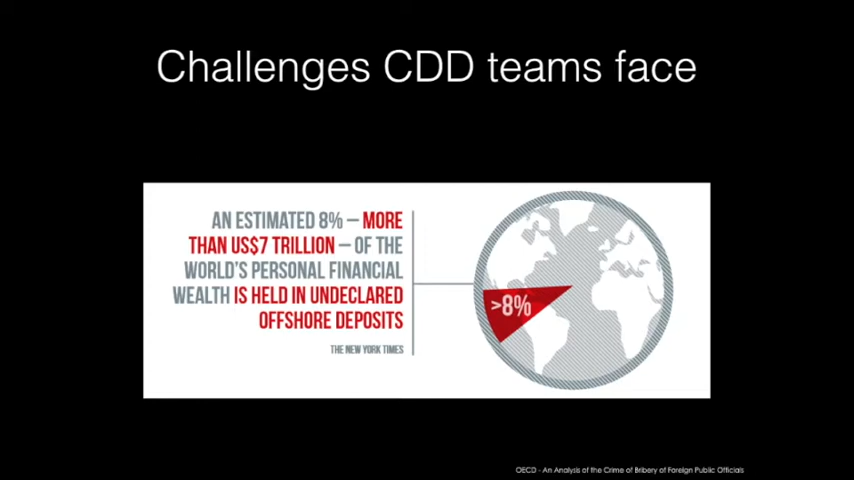 Challenges CDD teams face
AN ESTIMATED 8% – MORE
THAN US$7 TRILLION – OF THE
WORLD'S PERSONAL FINANCIAL
WEALTH IS HELD IN UNDECLARED
OFFSHORE DEPOSITS
THE NEW YORK TIMES
>8%
OECD - An Analysis of the Crime of Bribery of Foreign Public Officials